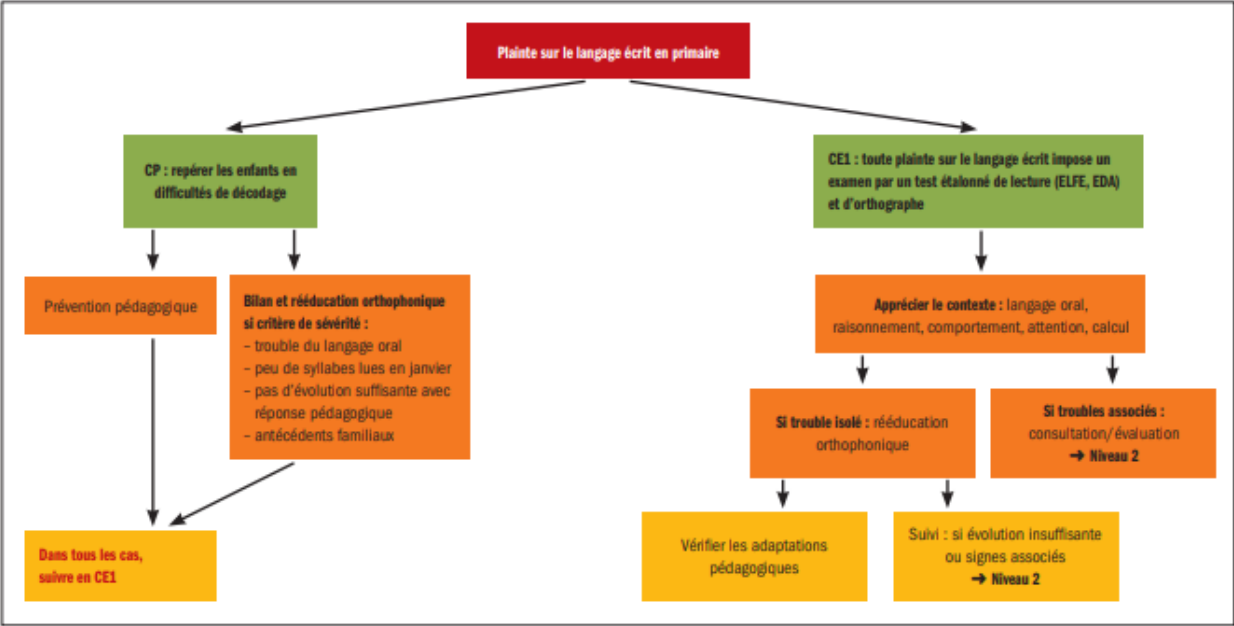 Plainte sur le langage écrit en primaire
CP : repérer les enfants en
difficultés de décodage
CE1 : toute plainte sur le langage écrit impose un
examen par un test étalonné de lecture (ELFE, EDA)
et d'orthographe
Prévention pédagogique
Bilan et rééducation orthophonique
si critère de sévérité :
– trouble du langage oral
– peu de syllabes lues en janvier
– pas d'évolution suffisante avec
réponse pédagogique
– antécédents familiaux
Apprécier le contexte : langage oral,
raisonnement, comportement, attention, calcul
Si trouble isolé : rééducation
orthophonique
Si troubles associés :
consultation/évaluation
➔ Niveau 2
Dans tous les cas,
suivre en CE1
Vérifier les adaptations
pédagogiques
Suivi : si évolution insuffisante
ou signes associés
➔ Niveau 2